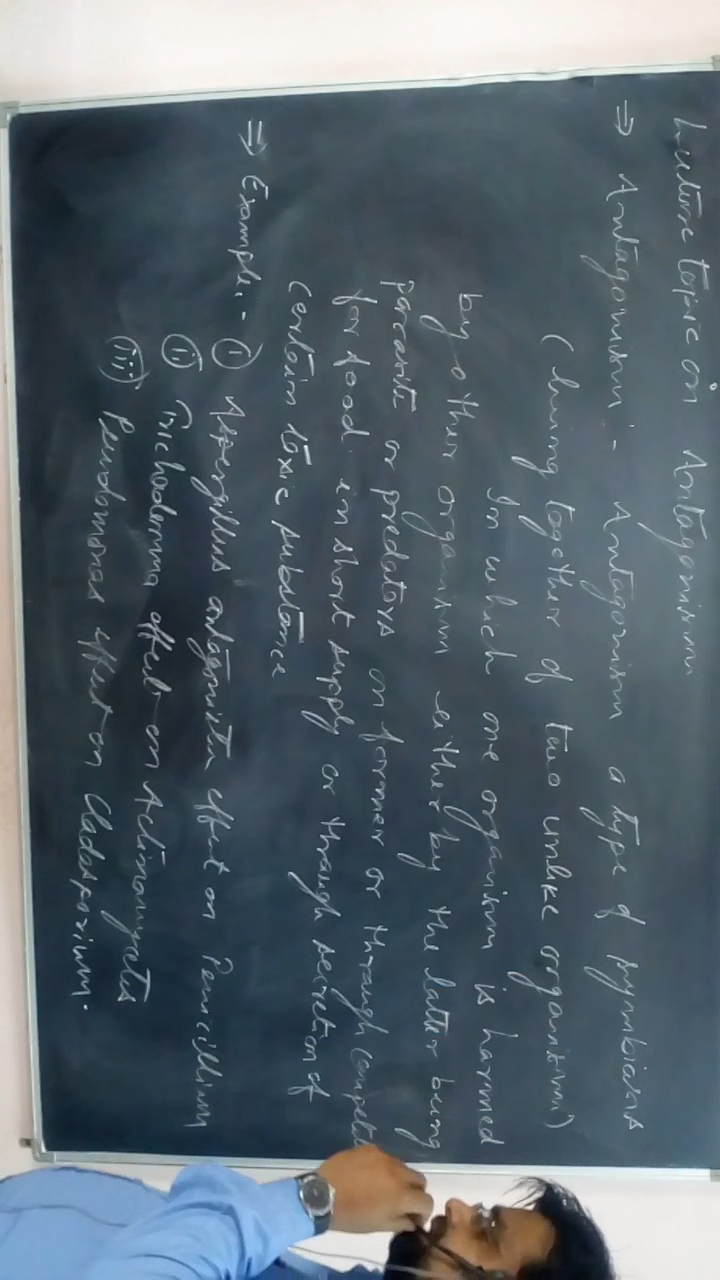 Lecture topic on Antagonism
⇒ Antagonism:- Antagonism a type of symbiosis
(living together of two unlike organism)
In which one organism is harmed
by other organism either by the latter being
parasite or predators on former or through
for food in short supply or through secretion of
certain toxic substance
⇒ Example:- (i) Aspergillus antagonistic effect on Penicillium
(ii) Trichoderma effect on Actinomycetes
(iii) Pseudomonas effect on Cladosporium.